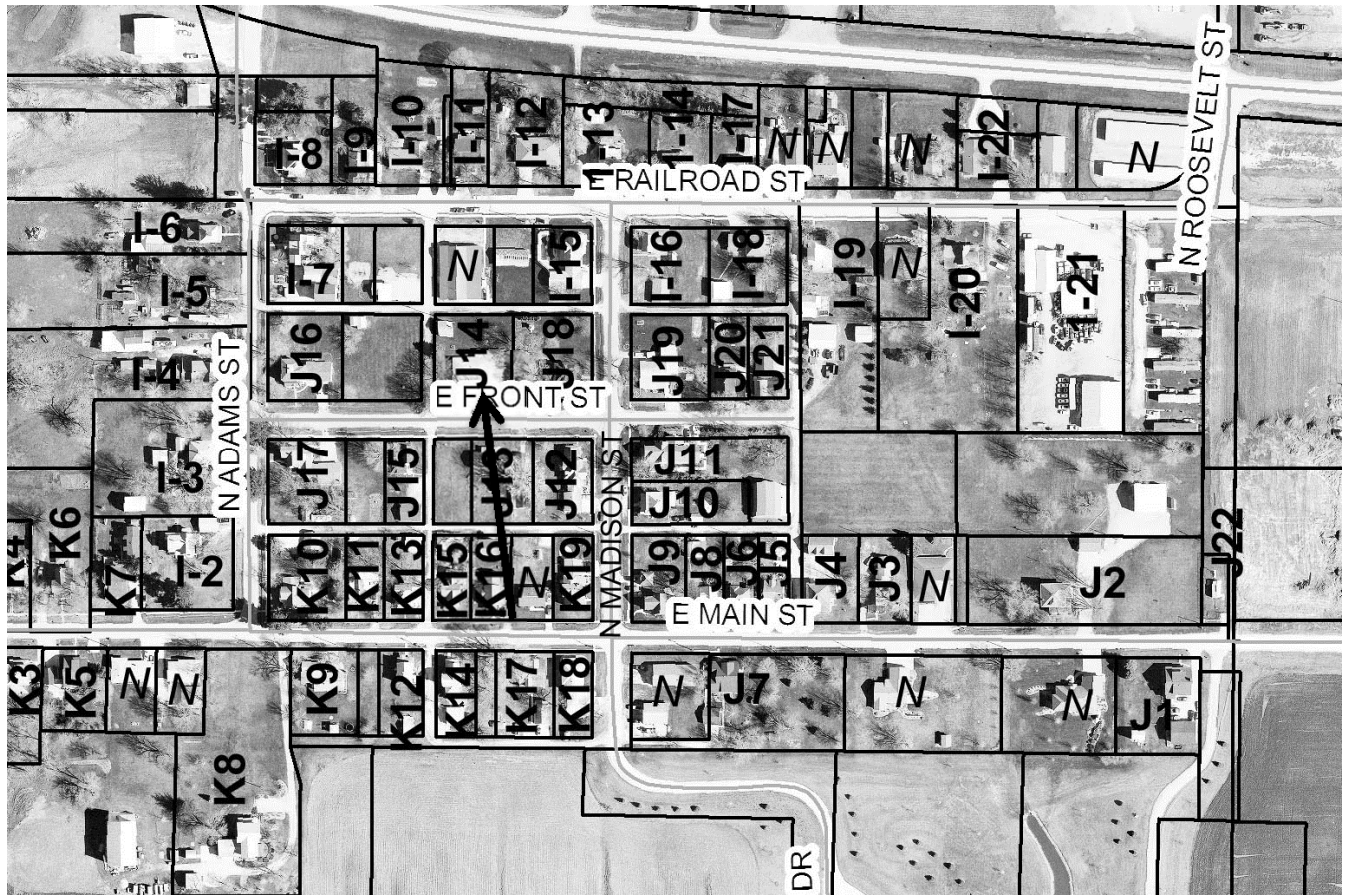 N ROOSEVELT ST
I-8
I-9
I-10
I-11
I-12
I-13
I-14
I-17
N
J
N
N
I-22
N
E RAILROAD ST
I-6
I-5
I-4
I-7
N
I-15
I-16
I-18
I-19
N
I-20
I-21
J16
J14
J18
J19
J20
J21
E FRONT ST
N ADAMS ST
I-3
J17
J15
J13
J12
N MADISON ST
J11
J10
K4
K6
K7
I-2
K10
K11
K13
K15
K16
N
K19
J9
J8
J6
J5
J4
J3
N
J2
J22
E MAIN ST
K3
K5
N
N
K9
K12
K14
K17
K18
N
J7
N
N
J1
K8
DR